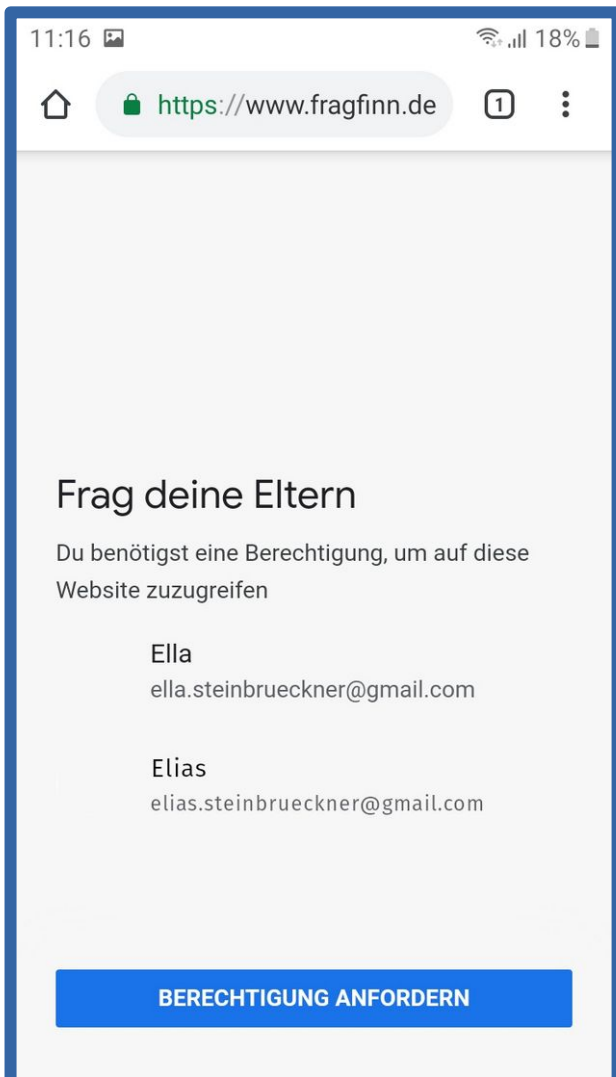 11:16 18%
https://www.fragfinn.de 1
Frag deine Eltern
Du benötigst eine Berechtigung, um auf diese
Website zuzugreifen
Ella
ella.steinbrueckner@gmail.com
Elias
elias.steinbrueckner@gmail.com
BERECHTIGUNG ANFORDERN